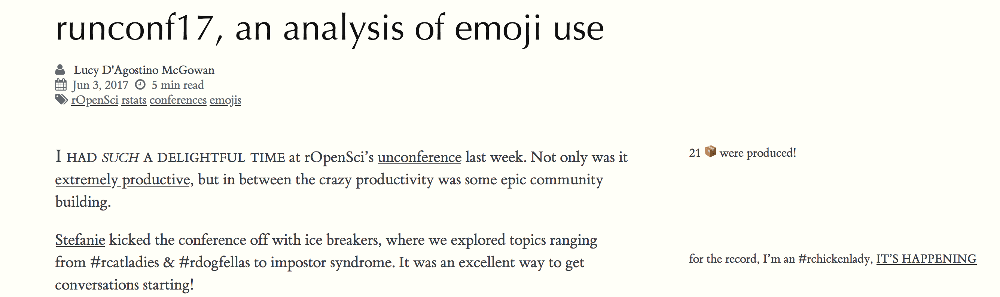 runconf17, an analysis of emoji use
Lucy D'Agostino McGowan
Jun 3, 2017 5 min read
rOpenSci rstats conferences emojis
I HAD SUCH A DELIGHTFUL TIME at rOpenSci’s unconference last week. Not only was it
extremely productive, but in between the crazy productivity was some epic community
building.
21 📦 were produced!
Stefanie kicked the conference off with ice breakers, where we explored topics ranging
from #rcatladies & #rdogfellas to impostor syndrome. It was an excellent way to get
conversations starting!
for the record, I’m an #rchickenlady, IT’S HAPPENING